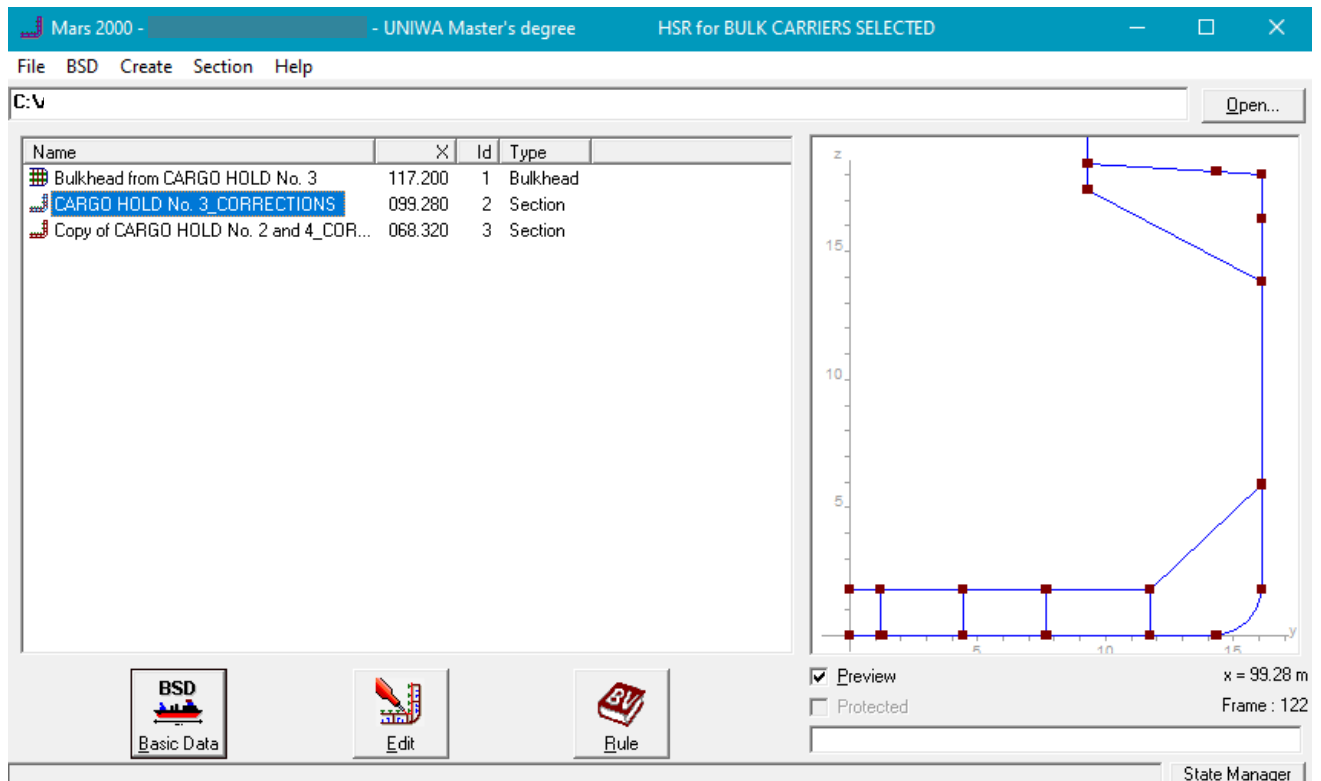 Mars 2000 - - UNIWA Master's degree HSR for BULK CARRIERS SELECTED
File BSD Create Section Help
C:\ Open...
Name X Id Type
Bulkhead from CARGO HOLD No. 3 117.200 1 Bulkhead
CARGO HOLD No. 3_CORRECTIONS 099.280 2 Section
Copy of CARGO HOLD No. 2 and 4_COR... 068.320 3 Section
z
15
10
5
y
5 10 15
Preview x = 99.28 m
Protected Frame : 122
BSD
BV
Basic Data Edit Rule
State Manager